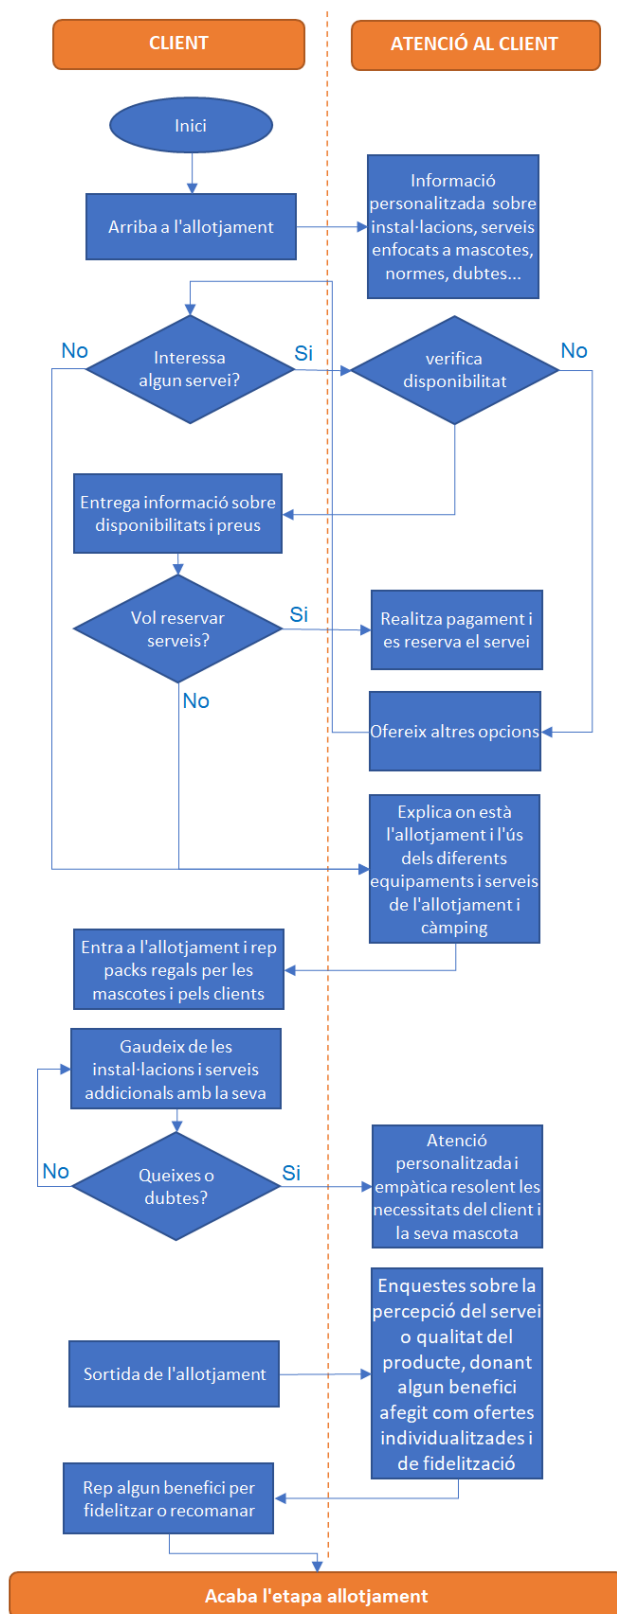 CLIENT
ATENCIÓ AL CLIENT
Inici
Arriba a l'allotjament
Informació
personalitzada sobre
instal·lacions, serveis
enfocats a mascotes,
normes, dubtes...
No
Interessa
algun servei?
Si
verifica
disponibilitat
No
Entrega informació sobre
disponibilitats i preus
Vol reservar
serveis?
Si
Realitza pagament i
es reserva el servei
No
Ofereix altres opcions
Explica on està
l'allotjament i l'ús
dels diferents
equipaments i serveis
de l'allotjament i
càmping
Entra a l'allotjament i rep
packs regals per les
mascotes i pels clients
Gaudeix de les
instal·lacions i serveis
addicionals amb la seva
No
Queixes o
dubtes?
Si
Atenció
personalitzada i
empàtica resolent les
necessitats del client i
la seva mascota
Sortida de l'allotjament
Enquestes sobre la
percepció del servei
o qualitat del
producte, donant
algun benefici
afegit com ofertes
individualitzades i
de fidelització
Rep algun benefici per
fidelitzar o recomanar
Acaba l'etapa allotjament